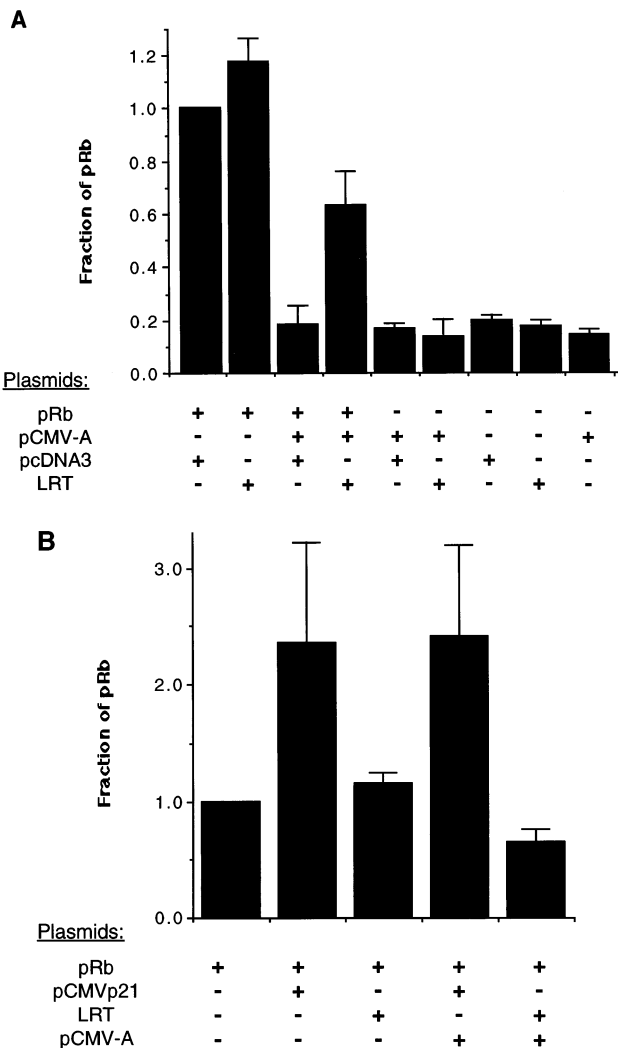 A
Fraction of pRb
1.2
1.0
0.8
0.6
0.4
0.2
0.0
Plasmids:
pRb + + + + - - - - -
pCMV-A - - + + + + - - +
pcDNA3 + - + - + - + - -
LRT - + - + - + - + -
B
Fraction of pRb
3.0
2.0
1.0
0.0
Plasmids:
pRb + + + + +
pCMVp21 - + - + -
LRT - - + - +
pCMV-A - - - + +